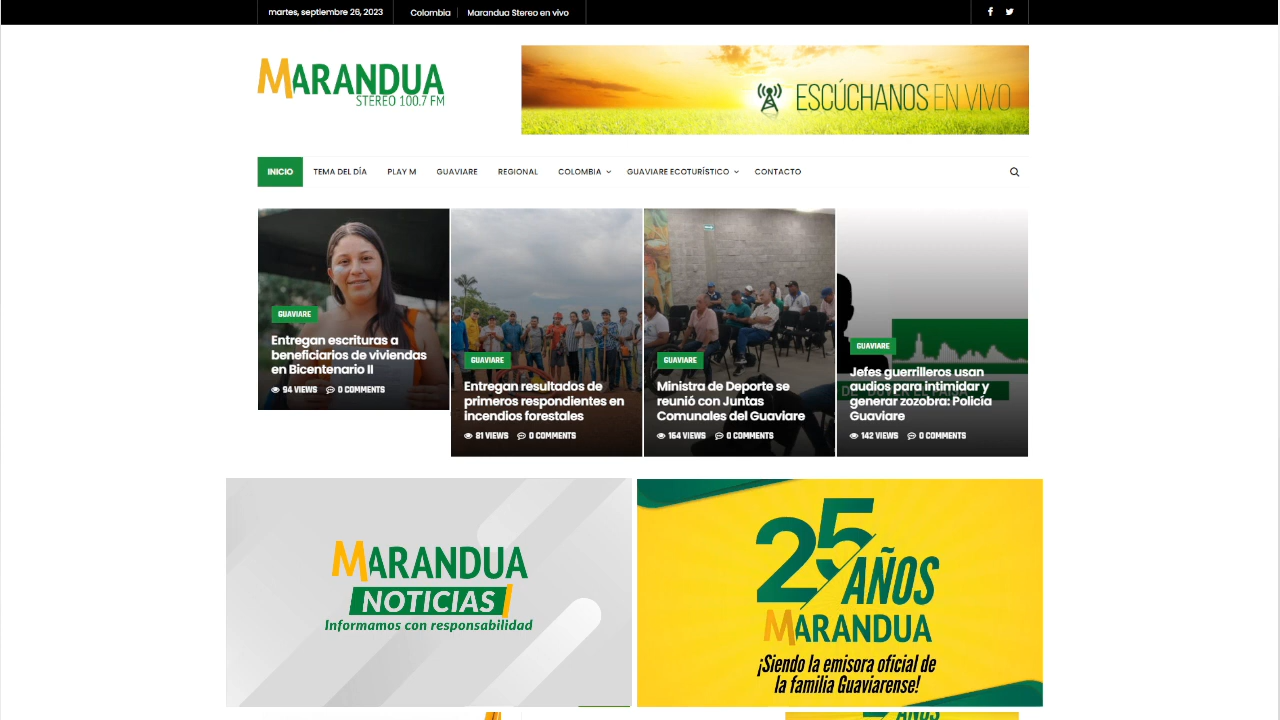 martes, septiembre 26, 2023
Colombia
Marandua Stereo en vivo
MARANDUA
STEREO 100.7 FM
ESCÚCHANOS EN VIVO
INICIO
TEMA DEL DÍA
PLAY M
GUAVIARE
REGIONAL
COLOMBIA
GUAVIARE ECOTURÍSTICO
CONTACTO
GUAVIARE
Entregan escrituras a
beneficiarios de viviendas
en Bicentenario II
94 VIEWS 0 COMMENTS
GUAVIARE
Entregan resultados de
primeros respondientes en
incendios forestales
81 VIEWS 0 COMMENTS
GUAVIARE
Ministra de Deporte se
reunió con Juntas
Comunales del Guaviare
164 VIEWS 0 COMMENTS
GUAVIARE
Jefes guerrilleros usan
audios para intimidar y
generar zozobra: Policía
Guaviare
142 VIEWS 0 COMMENTS
MARANDUA
NOTICIAS
Informamos con responsabilidad
25 AÑOS
MARANDUA
¡Siendo la emisora oficial de
la familia Guaviarense!